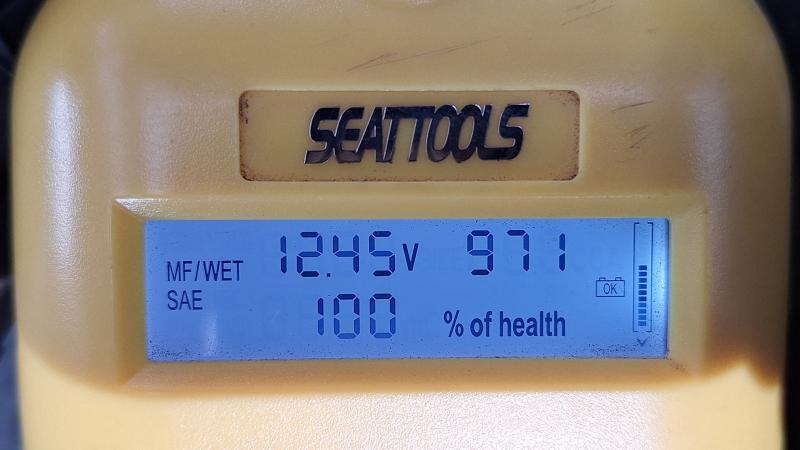 SEATTOOLS
MF/WET 12.45V 971
SAE
OK
100 % of health